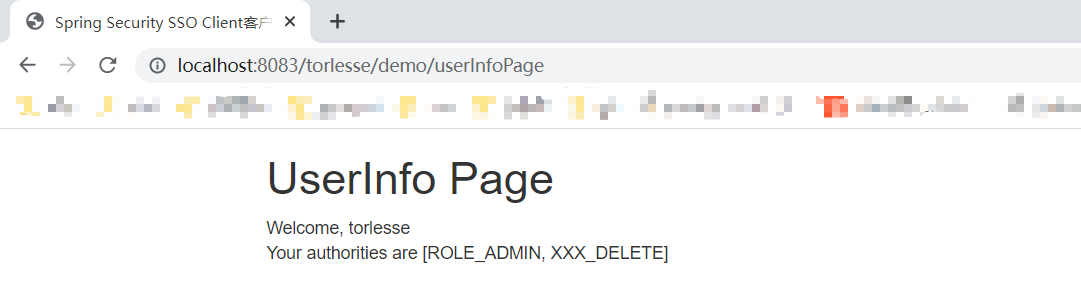 Spring Security SSO Client客户
localhost:8083/torlesse/demo/userInfoPage
UserInfo Page
Welcome, torlesse
Your authorities are [ROLE_ADMIN, XXX_DELETE]